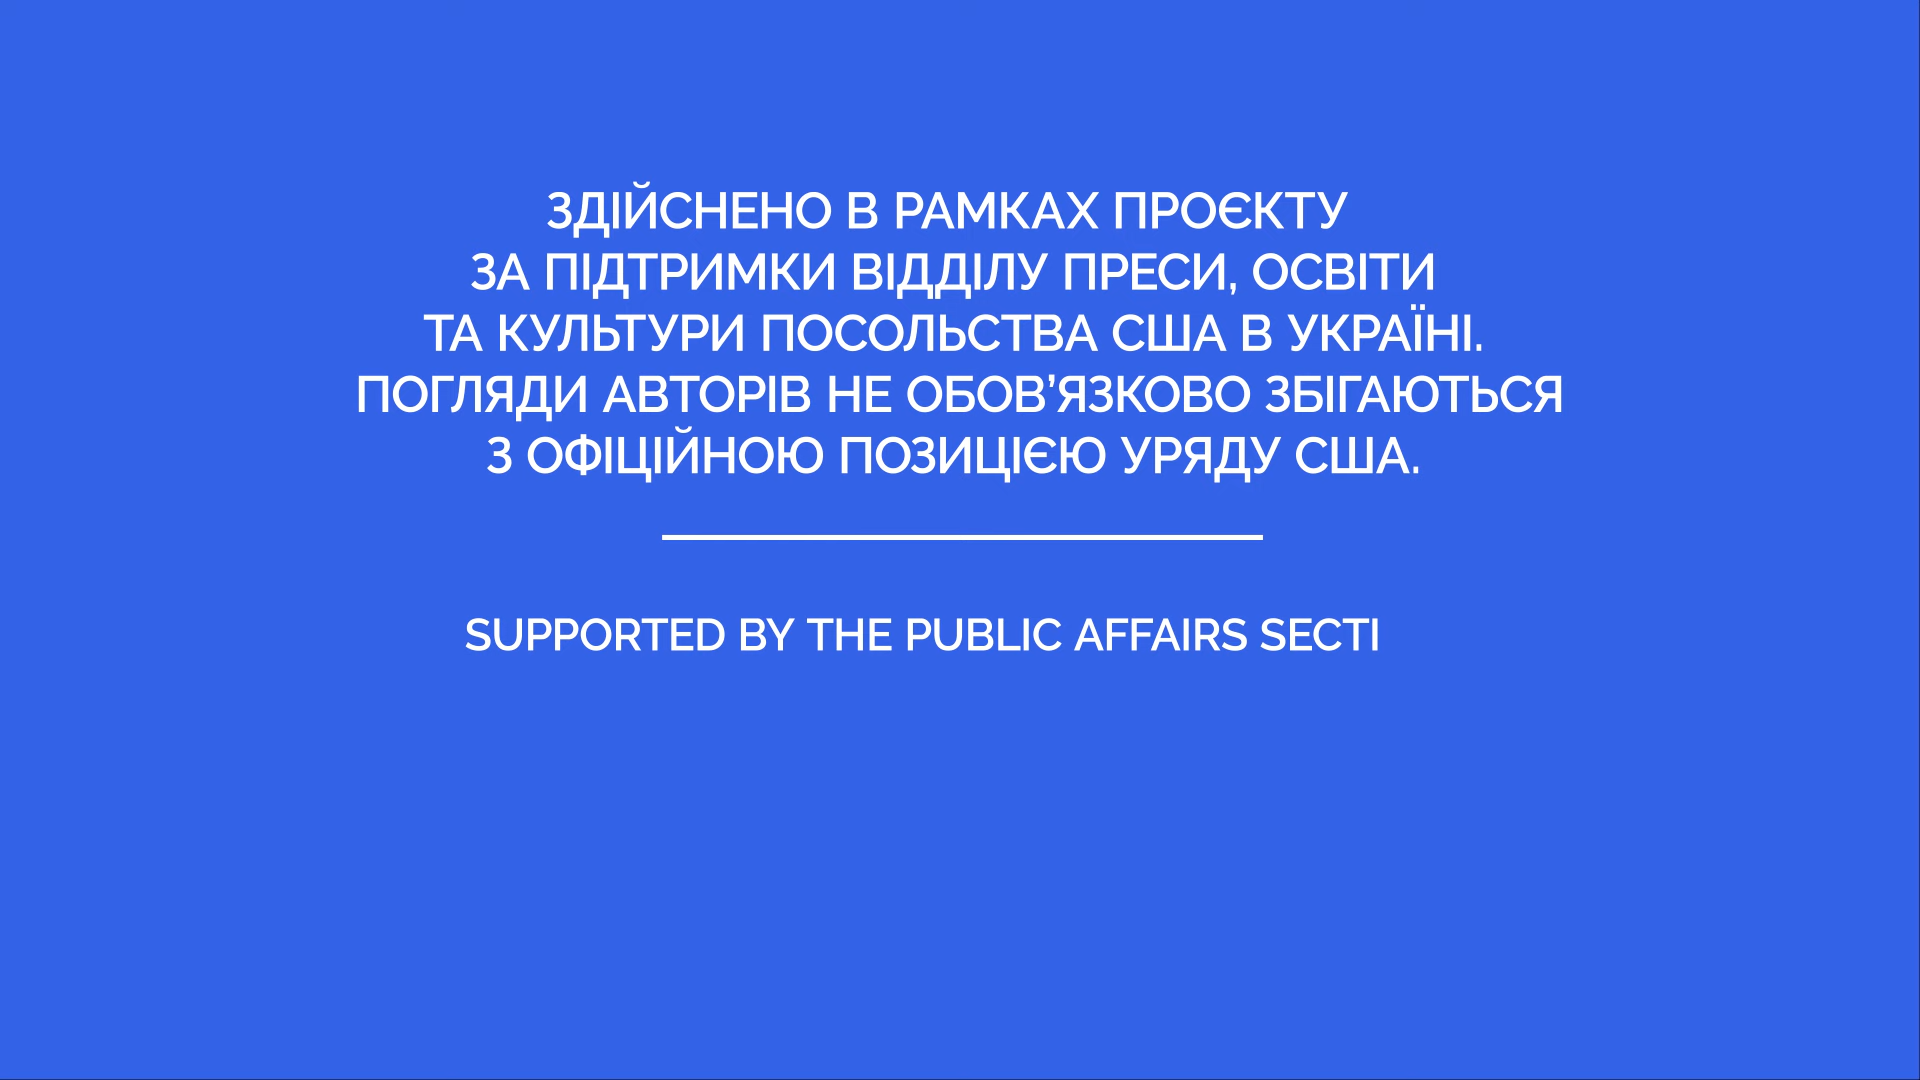 ЗДІЙСНЕНО В РАМКАХ ПРОЄКТУ
ЗА ПІДТРИМКИ ВІДДІЛУ ПРЕСИ, ОСВІТИ
ТА КУЛЬТУРИ ПОСОЛЬСТВА США В УКРАЇНІ.
ПОГЛЯДИ АВТОРІВ НЕ ОБОВ’ЯЗКОВО ЗБІГАЮТЬСЯ
З ОФІЦІЙНОЮ ПОЗИЦІЄЮ УРЯДУ США.
SUPPORTED BY THE PUBLIC AFFAIRS SECTI